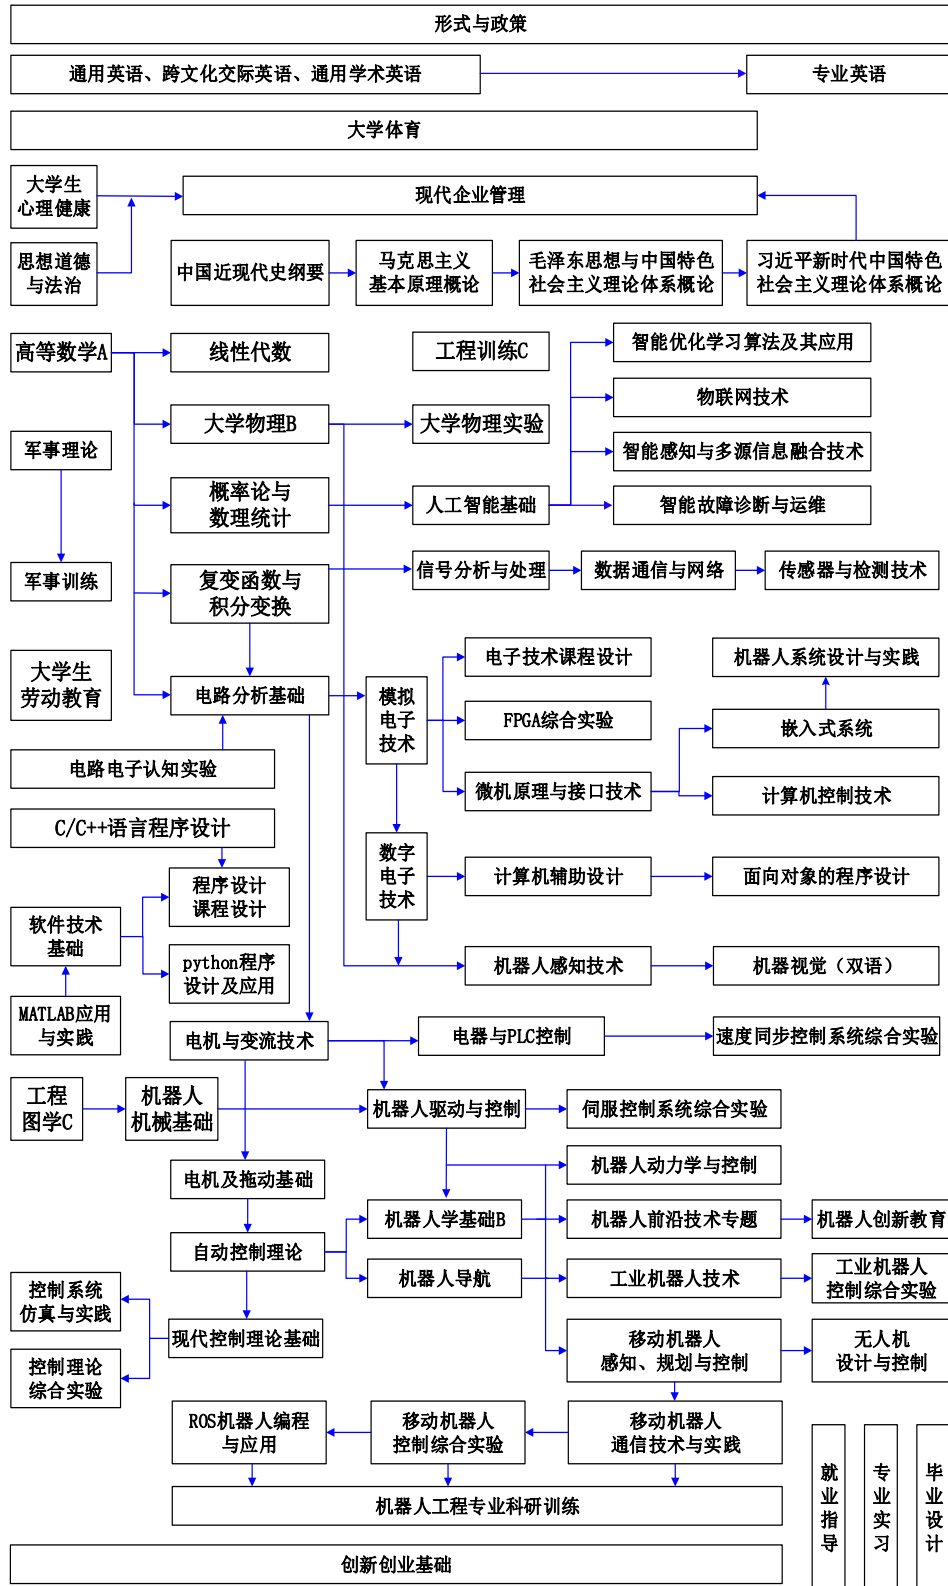 形式与政策
通用英语、跨文化交际英语、通用学术英语
专业英语
大学体育
大学生
心理健康
现代企业管理
思想道德
与法治
中国近现代史纲要
马克思主义
基本原理概论
毛泽东思想与中国特色
社会主义理论体系概论
习近平新时代中国特色
社会主义理论体系概论
高等数学A
线性代数
工程训练C
智能优化学习算法及其应用
物联网技术
大学物理B
大学物理实验
军事理论
智能感知与多源信息融合技术
概率论与
数理统计
人工智能基础
智能故障诊断与运维
军事训练
复变函数与
积分变换
信号分析与处理
数据通信与网络
传感器与检测技术
大学生
劳动教育
电路分析基础
模拟
电子
技术
电子技术课程设计
机器人系统设计与实践
FPGA综合实验
嵌入式系统
电路电子认知实验
微机原理与接口技术
计算机控制技术
C/C++语言程序设计
程序设计
课程设计
数字
电子
技术
计算机辅助设计
面向对象的程序设计
软件技术
基础
python程序
设计及应用
机器人感知技术
机器视觉（双语）
MATLAB应用
与实践
电机与变流技术
电器与PLC控制
速度同步控制系统综合实验
工程
图学C
机器人
机械基础
机器人驱动与控制
伺服控制系统综合实验
电机及拖动基础
机器人动力学与控制
自动控制理论
机器人学基础B
机器人前沿技术专题
机器人创新教育
机器人导航
工业机器人技术
工业机器人
控制综合实验
控制系统
仿真与实践
现代控制理论基础
移动机器人
感知、规划与控制
无人机
设计与控制
控制理论
综合实验
ROS机器人编程
与应用
移动机器人
控制综合实验
移动机器人
通信技术与实践
机器人工程专业科研训练
就业指导
专业实习
毕业设计
创新创业基础